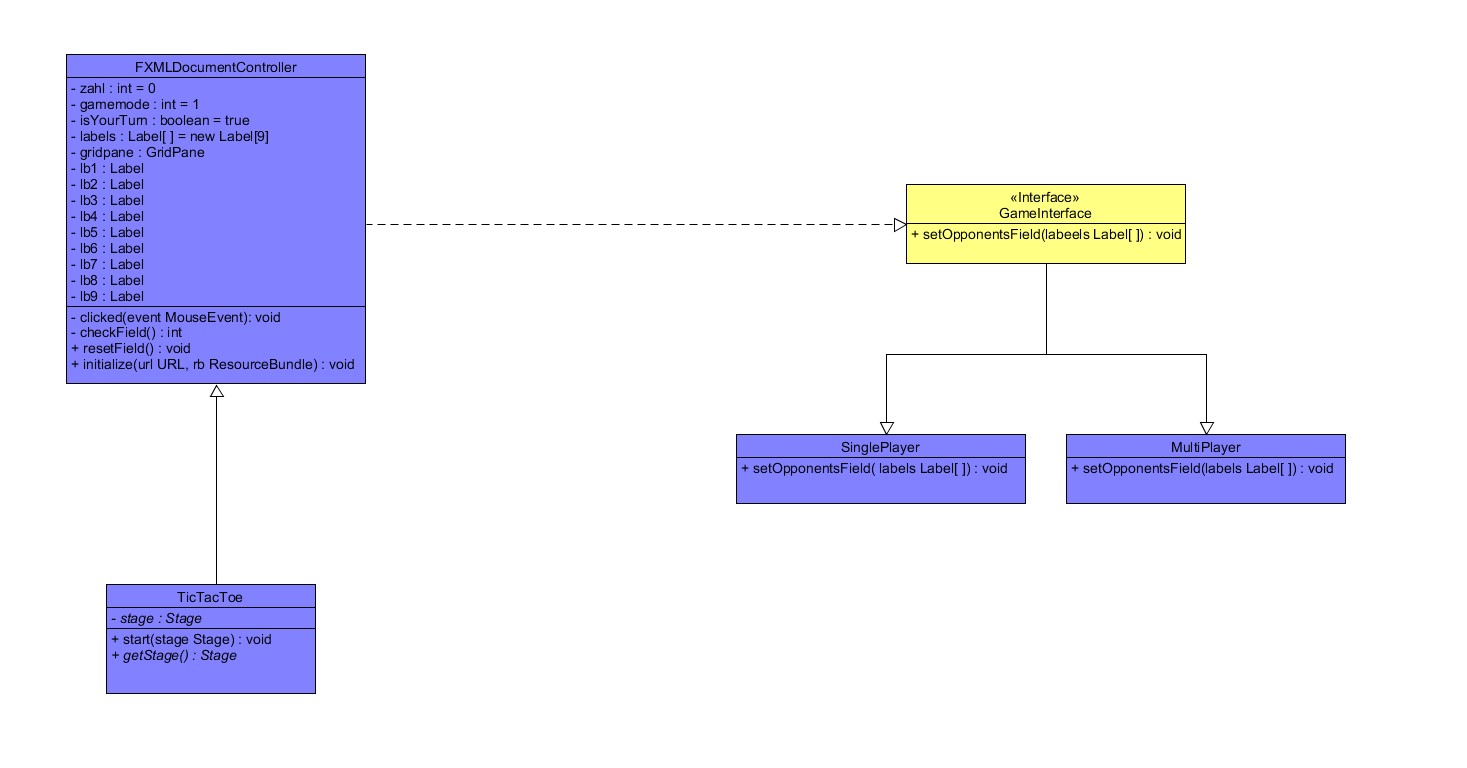 FXMLDocumentController
- zahl : int = 0
- gamemode : int = 1
- isYourTurn : boolean = true
- labels : Label[ ] = new Label[9]
- gridpane : GridPane
- lb1 : Label
- lb2 : Label
- lb3 : Label
- lb4 : Label
- lb5 : Label
- lb6 : Label
- lb7 : Label
- lb8 : Label
- lb9 : Label
- clicked(event MouseEvent): void
- checkField() : int
+ resetField() : void
+ initialize(url URL, rb ResourceBundle) : void
«Interface»
GameInterface
+ setOpponentsField(labeels Label[ ]) : void
SinglePlayer
+ setOpponentsField( labels Label[ ]) : void
MultiPlayer
+ setOpponentsField(labels Label[ ]) : void
TicTacToe
- stage : Stage
+ start(stage Stage) : void
+ getStage() : Stage